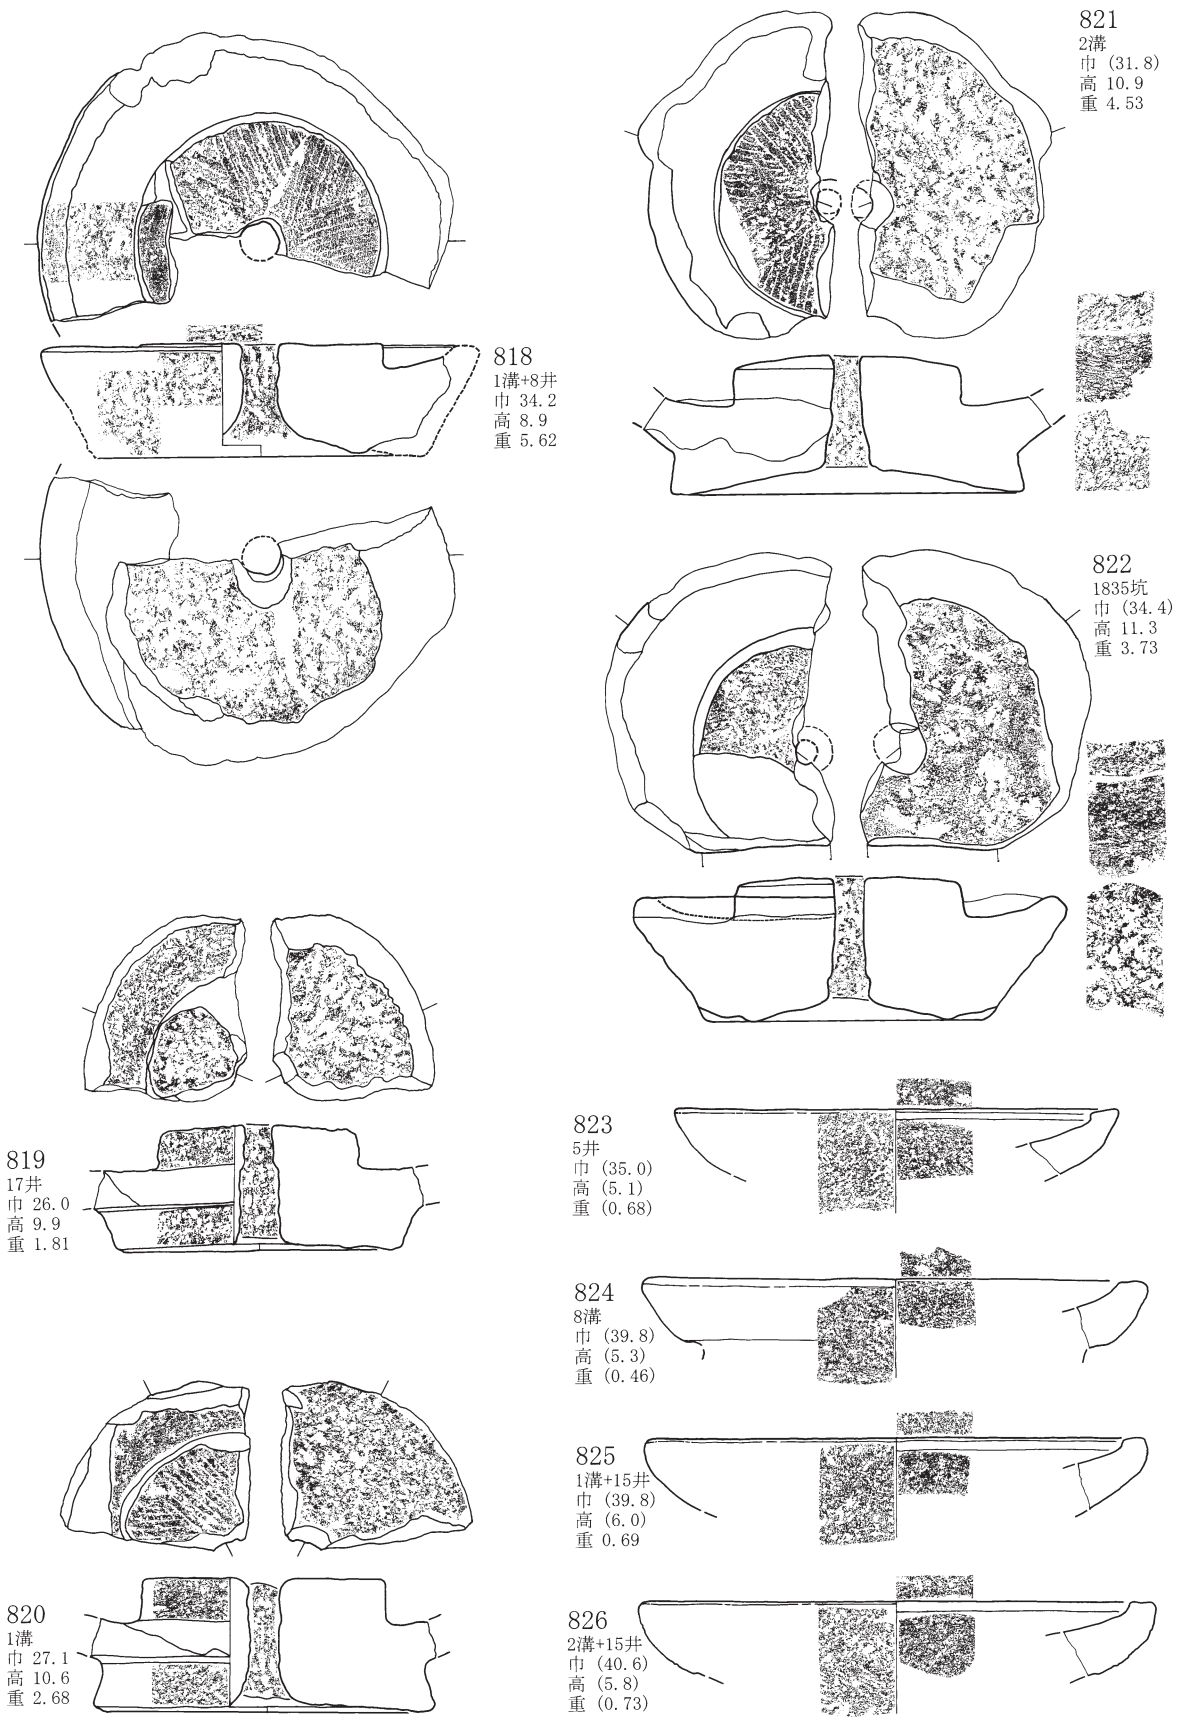 818
1溝+8井
巾 34.2
高 8.9
重 5.62
819
17井
巾 26.0
高 9.9
重 1.81
820
1溝
巾 27.1
高 10.6
重 2.68
821
2溝
巾 (31.8)
高 10.9
重 4.53
822
1835坑
巾 (34.4)
高 11.3
重 3.73
823
5井
巾 (35.0)
高 (5.1)
重 (0.68)
824
8溝
巾 (39.8)
高 (5.3)
重 (0.46)
825
1溝+15井
巾 (39.8)
高 (6.0)
重 0.69
826
2溝+15井
巾 (40.6)
高 (5.8)
重 (0.73)